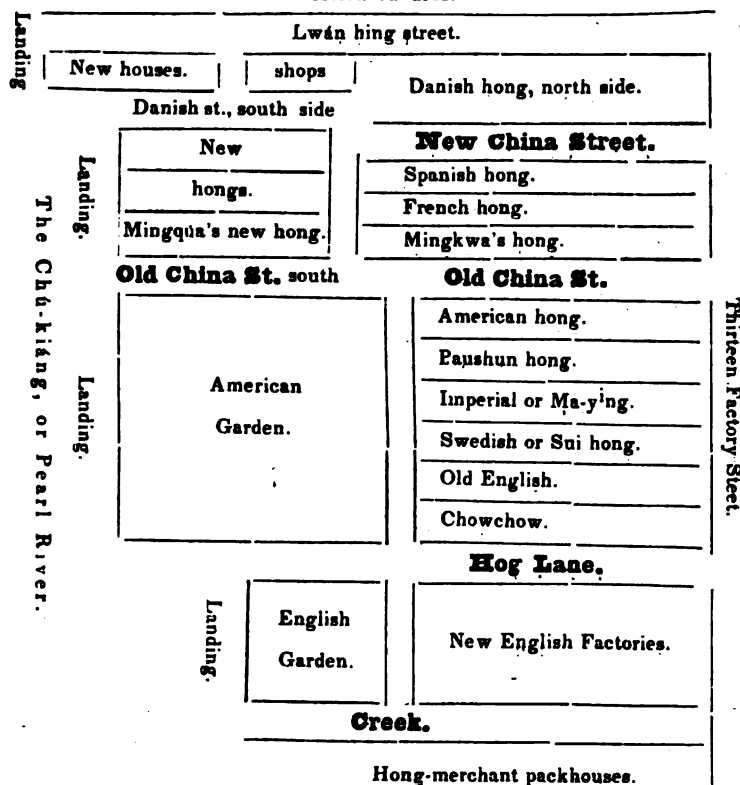 Landing
Lwán hing street.
New houses.
shops
Danish hong, north side.
Danish st., south side
New China Street.
New
hongs.
Mingqúa's new hong.
Landing.
Spanish hong.
French hong.
Mingkwa's hong.
The Chú-kiáng, or Pearl River.
Old China St. south
Old China St.
American
Garden.
Landing.
American hong.
Paushun hong.
Imperial or Ma-ying.
Swedish or Sui hong.
Old English.
Chowchow.
Thirteen Factory Steet.
Hog Lane.
Landing.
English
Garden.
New English Factories.
Creek.
Hong-merchant packhouses.